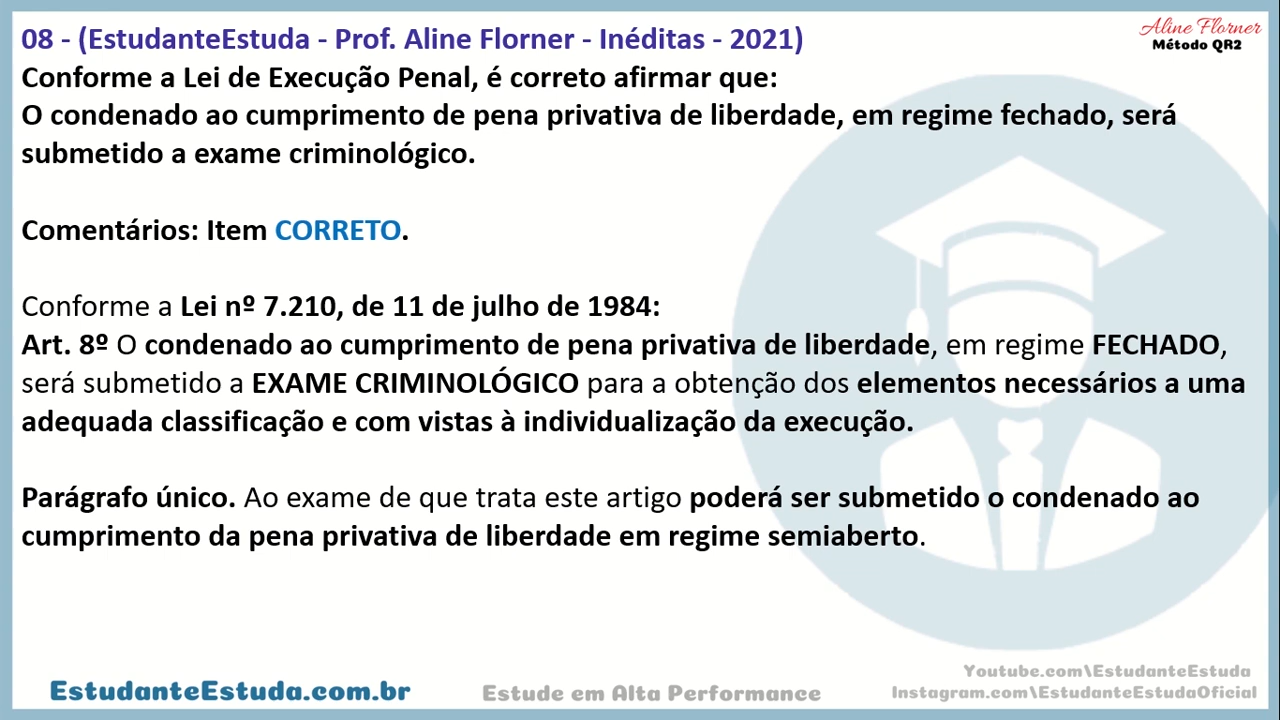 08 - (EstudanteEstuda - Prof. Aline Florner - Inéditas - 2021)
Aline Florner
Método QR2
Conforme a Lei de Execução Penal, é correto afirmar que:
O condenado ao cumprimento de pena privativa de liberdade, em regime fechado, será
submetido a exame criminológico.
Comentários: Item CORRETO.
Conforme a Lei nº 7.210, de 11 de julho de 1984:
Art. 8º O condenado ao cumprimento de pena privativa de liberdade, em regime FECHADO,
será submetido a EXAME CRIMINOLÓGICO para a obtenção dos elementos necessários a uma
adequada classificação e com vistas à individualização da execução.
Parágrafo único. Ao exame de que trata este artigo poderá ser submetido o condenado ao
cumprimento da pena privativa de liberdade em regime semiaberto.
EstudanteEstuda.com.br
Estude em Alta Performance
Youtube.com\EstudanteEstuda
Instagram.com\EstudanteEstudaOficial